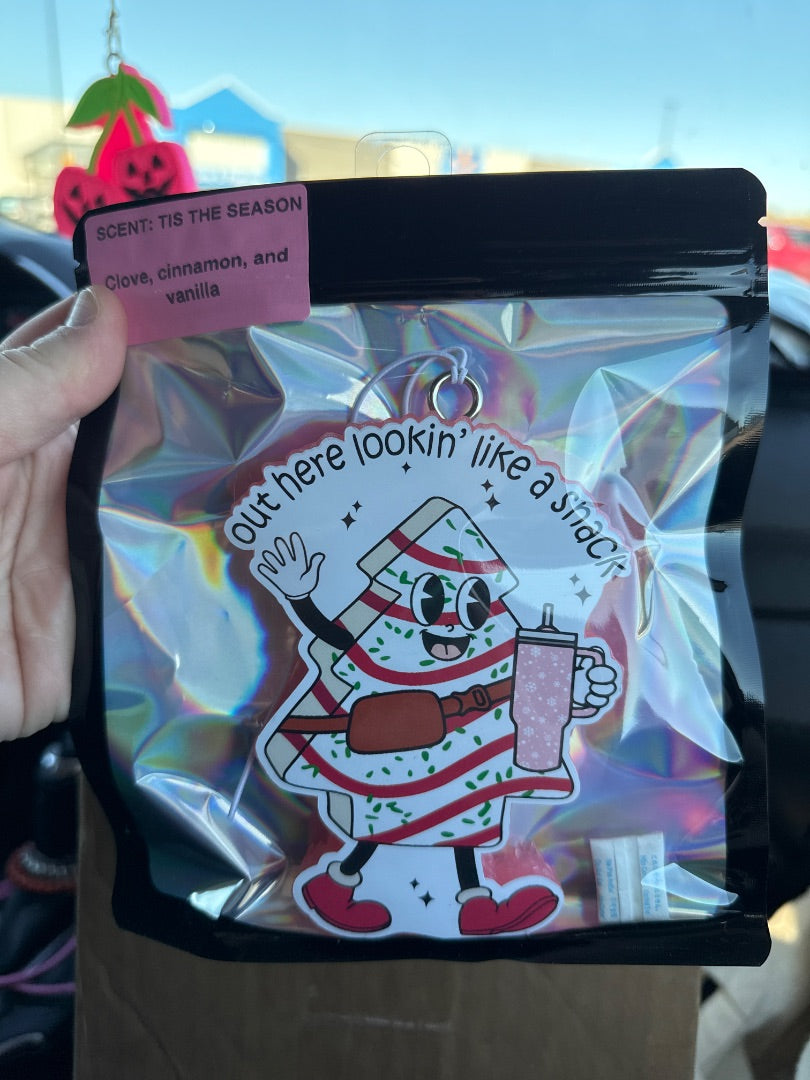 SCENT: TIS THE SEASON
Clove, cinnamon, and
vanilla
out here lookin' like a snack